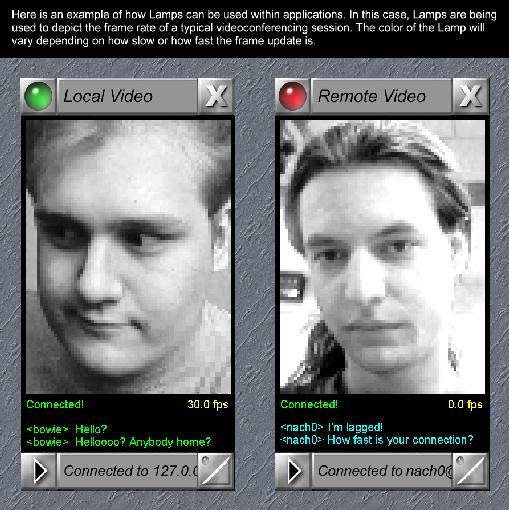 Here is an example of how Lamps can be used within applications. In this case, Lamps are being
used to depict the frame rate of a typical videoconferencing session. The color of the Lamp will
vary depending on how slow or how fast the frame update is.
Local Video
X
Connected!
30.0 fps
<bowie> Hello?
<bowie> Helloooo? Anybody home?
Connected to 127.0.0
Remote Video
X
Connected!
0.0 fps
<nach0> I'm lagged!
<nach0> How fast is your connection?
Connected to nach0@